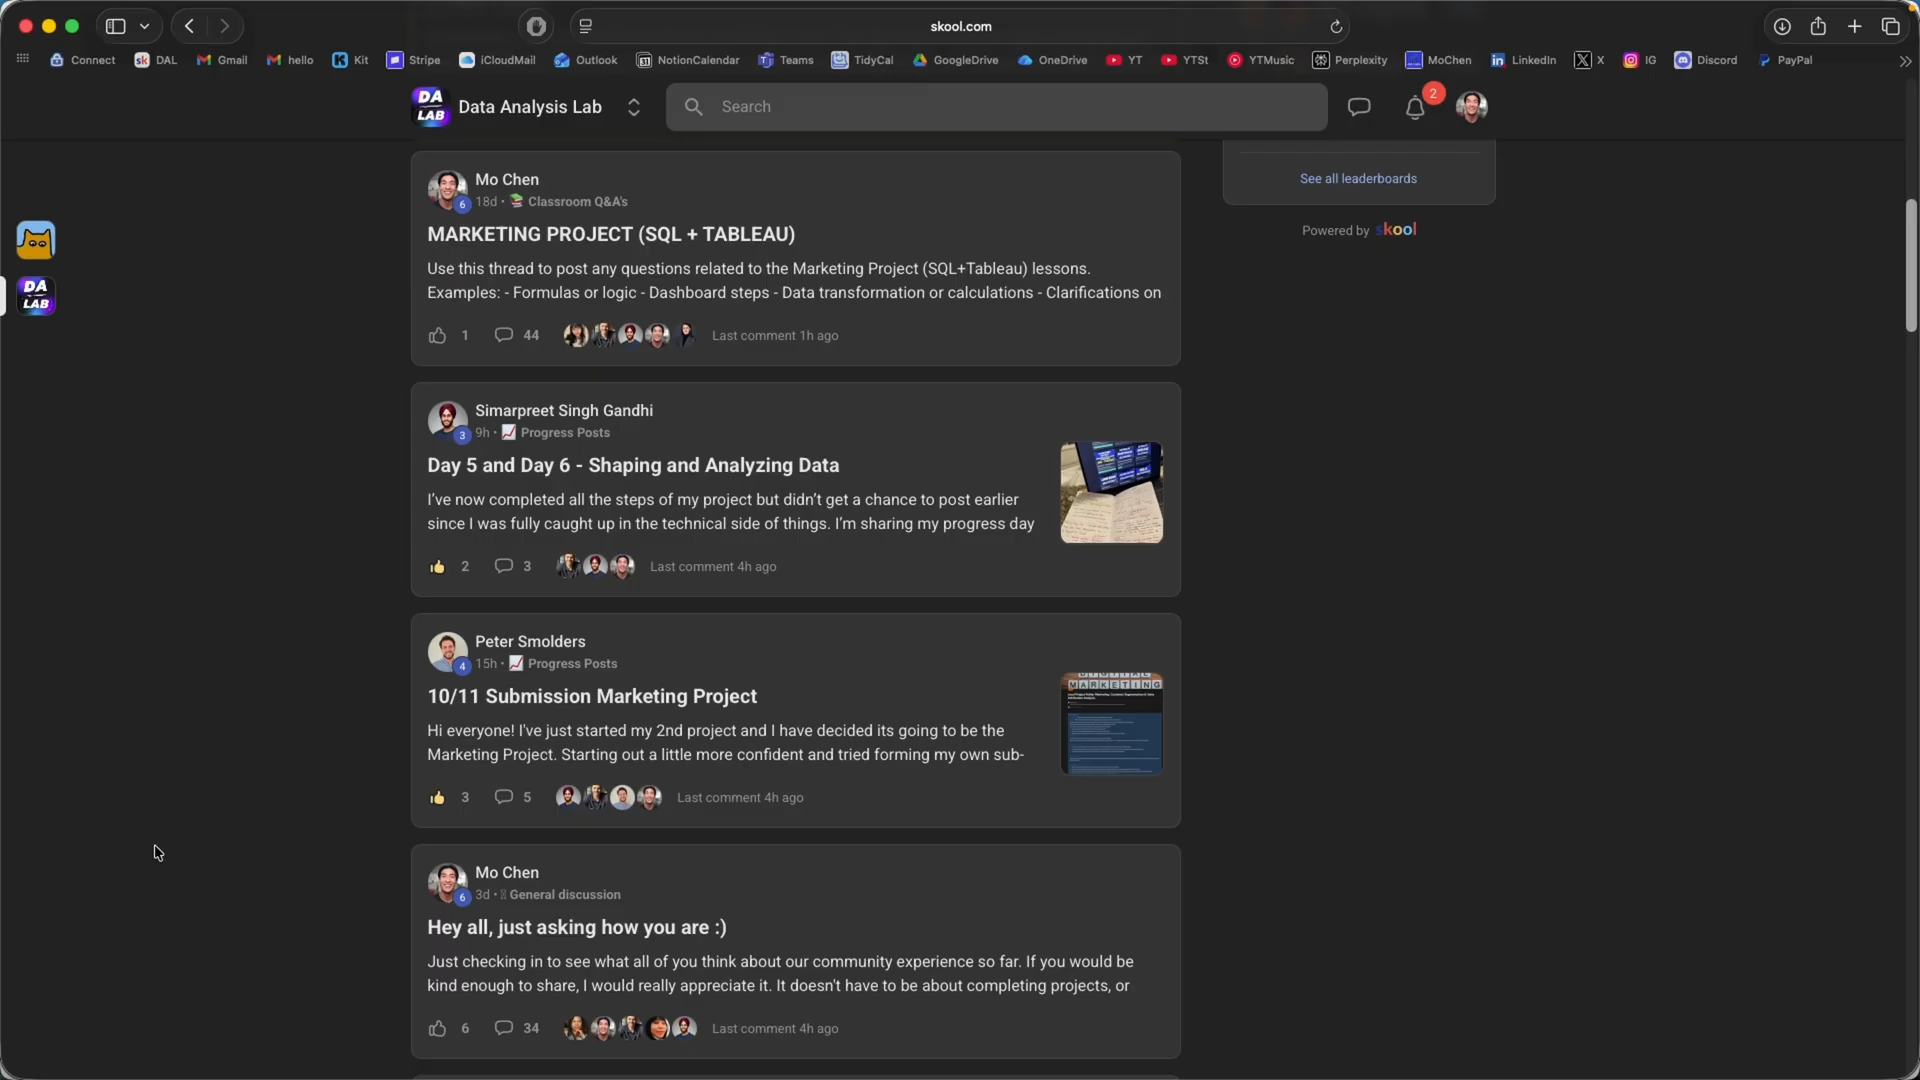 skool.com
Connect
sk DAL
Gmail
hello
Kit
Stripe
iCloudMail
Outlook
NotionCalendar
Teams
TidyCal
GoogleDrive
OneDrive
YT
YTSt
YTMusic
Perplexity
MoChen
LinkedIn
X
IG
Discord
PayPal
DA LAB
Data Analysis Lab
Search
2
Mo Chen
6
18d • Classroom Q&A's
MARKETING PROJECT (SQL + TABLEAU)
Use this thread to post any questions related to the Marketing Project (SQL+Tableau) lessons.
Examples: - Formulas or logic - Dashboard steps - Data transformation or calculations - Clarifications on
1
44
Last comment 1h ago
See all leaderboards
Powered by skool
DA LAB
Simarpreet Singh Gandhi
3
9h • Progress Posts
Day 5 and Day 6 - Shaping and Analyzing Data
I’ve now completed all the steps of my project but didn’t get a chance to post earlier
since I was fully caught up in the technical side of things. I’m sharing my progress day
2
3
Last comment 4h ago
Peter Smolders
4
15h • Progress Posts
10/11 Submission Marketing Project
Hi everyone! I've just started my 2nd project and I have decided its going to be the
Marketing Project. Starting out a little more confident and tried forming my own sub-
MARKETING
3
5
Last comment 4h ago
Mo Chen
6
3d • General discussion
Hey all, just asking how you are :)
Just checking in to see what all of you think about our community experience so far. If you would be
kind enough to share, I would really appreciate it. It doesn't have to be about completing projects, or
6
34
Last comment 4h ago